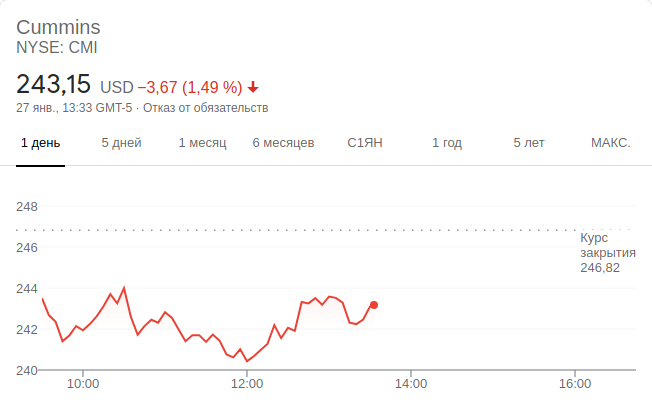 Cummins
NYSE: CMI
243,15 USD −3,67 (1,49 %)
27 янв., 13:33 GMT-5 · Отказ от обязательств
1 день 5 дней 1 месяц 6 месяцев С1ЯН 1 год 5 лет МАКС.
248
246
Курс
закрытия
246,82
244
242
240
10:00 12:00 14:00 16:00